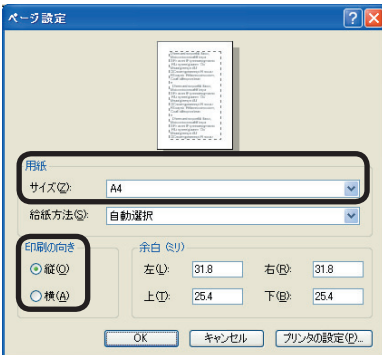 ページ設定
用紙
サイズ(Z): A4
給紙方法(S): 自動選択
印刷の向き
縦(O)
横(A)
余白 (ミリ)
左(L): 31.8 右(R): 31.8
上(T): 25.4 下(B): 25.4
OK キャンセル プリンタの設定(P)...